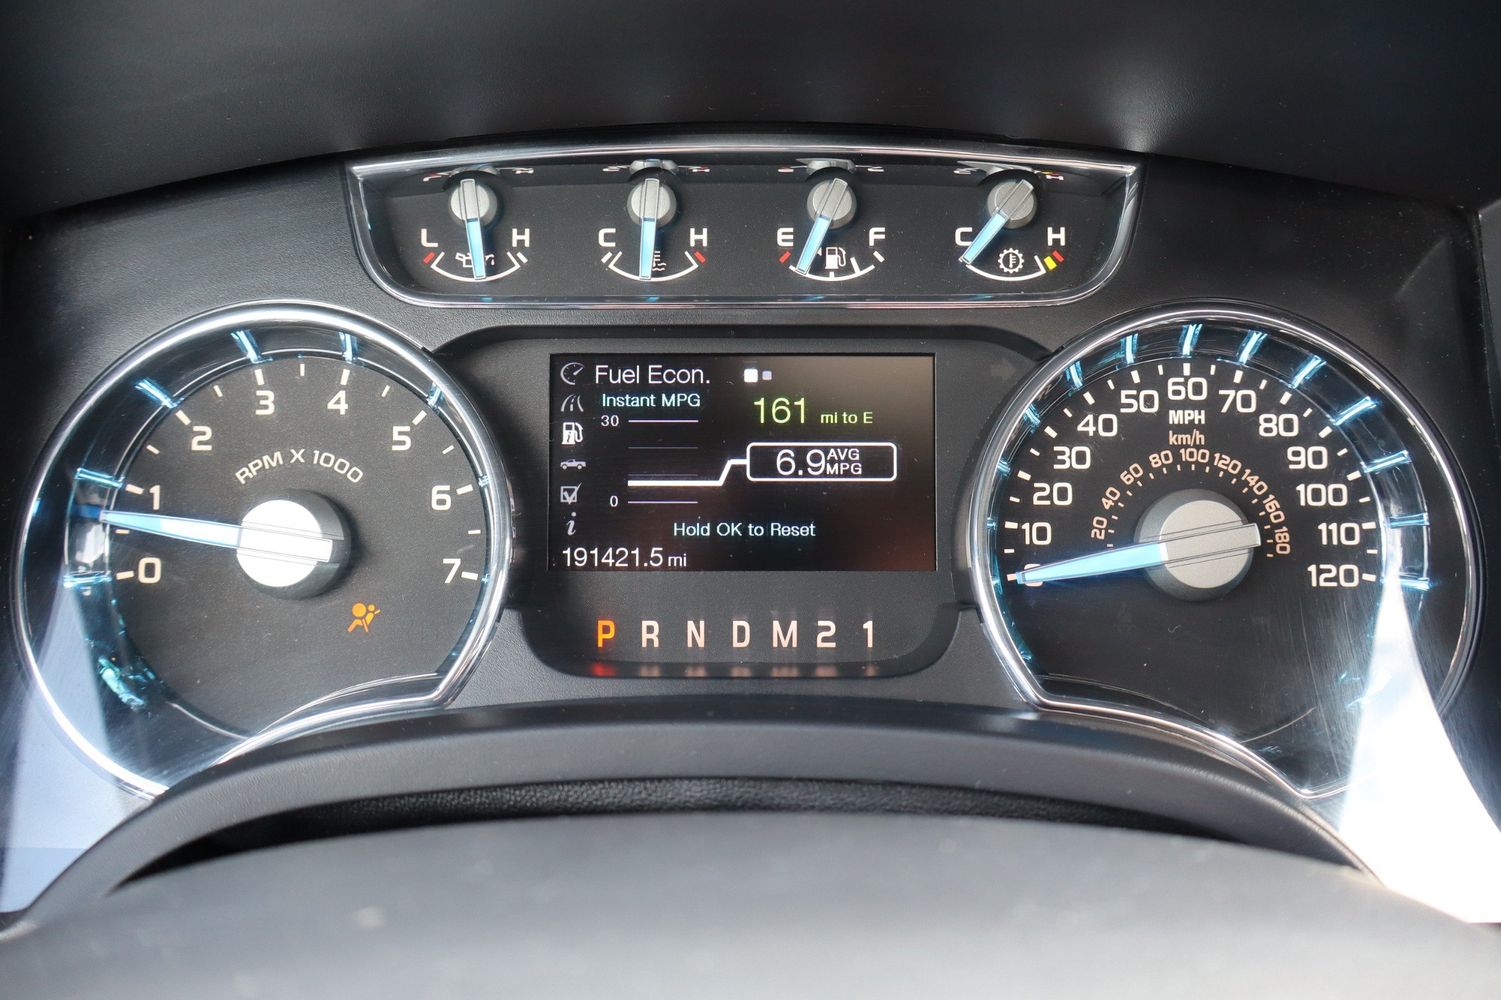 L H
C H
E F
C H
0 1 2 3 4 5 6 7
RPM X 1000
Fuel Econ.
Instant MPG
30
0
161 mi to E
6.9 AVG MPG
Hold OK to Reset
i
191421.5 mi
P R N D M 2 1
10 20 30 40 50 60 70 80 90 100 110 120
MPH
km/h
20 40 60 80 100 120 140 160 180